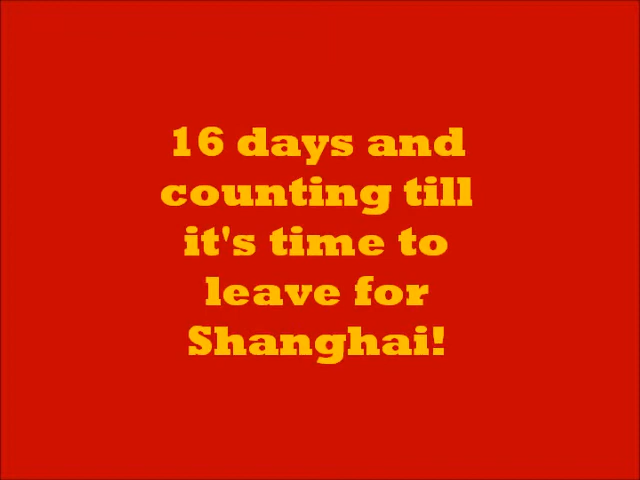 16 days and
counting till
it's time to
leave for
Shanghai!